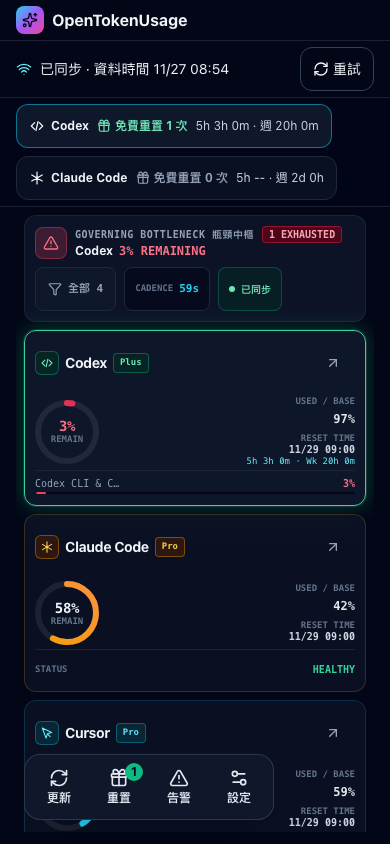 OpenTokenUsage
已同步 · 資料時間 11/27 08:54
重試
Codex 免費重置 1 次 5h 3h 0m · 週 20h 0m
Claude Code 免費重置 0 次 5h -- · 週 2d 0h
GOVERNING BOTTLENECK 瓶頸中樞 1 EXHAUSTED
Codex 3% REMAINING
全部 4
CADENCE 59s
已同步
Codex Plus
3%
REMAIN
USED / BASE
97%
RESET TIME
11/29 09:00
5h 3h 0m · Wk 20h 0m
Codex CLI & C… 3%
Claude Code Pro
58%
REMAIN
USED / BASE
42%
RESET TIME
11/29 09:00
STATUS HEALTHY
Cursor Pro
USED / BASE
59%
RESET TIME
11/29 09:00
更新
重置 1
告警
設定